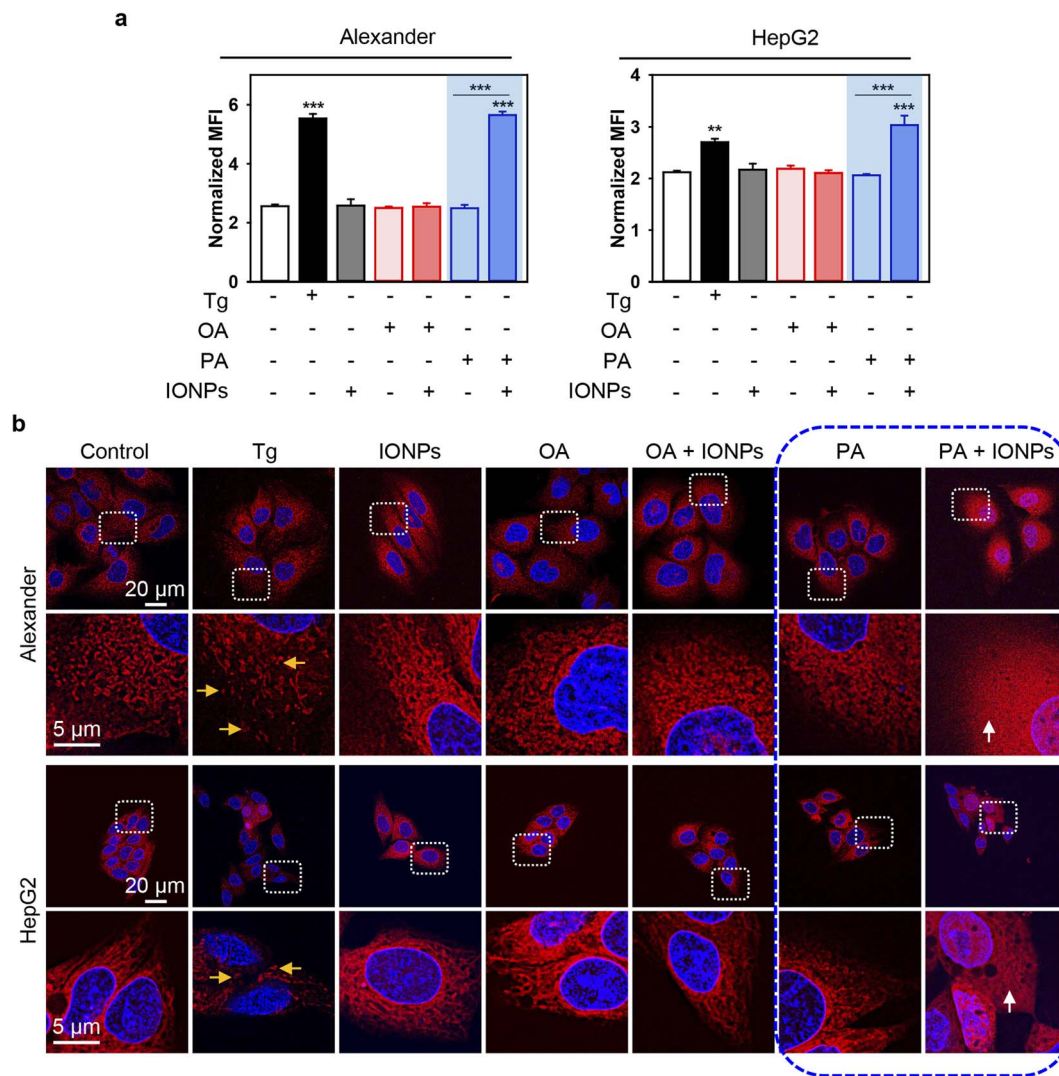 a
Alexander
HepG2
Normalized MFI
6
4
2
0
***
***
***
Normalized MFI
4
3
2
1
0
**
***
***
Tg - + - - - - -
OA - - - + + - -
PA - - - - - + +
IONPs - - + - + - +
Tg - + - - - - -
OA - - - + + - -
PA - - - - - + +
IONPs - - + - + - +
b
Control Tg IONPs OA OA + IONPs PA PA + IONPs
Alexander
20 µm
5 µm
HepG2
20 µm
5 µm